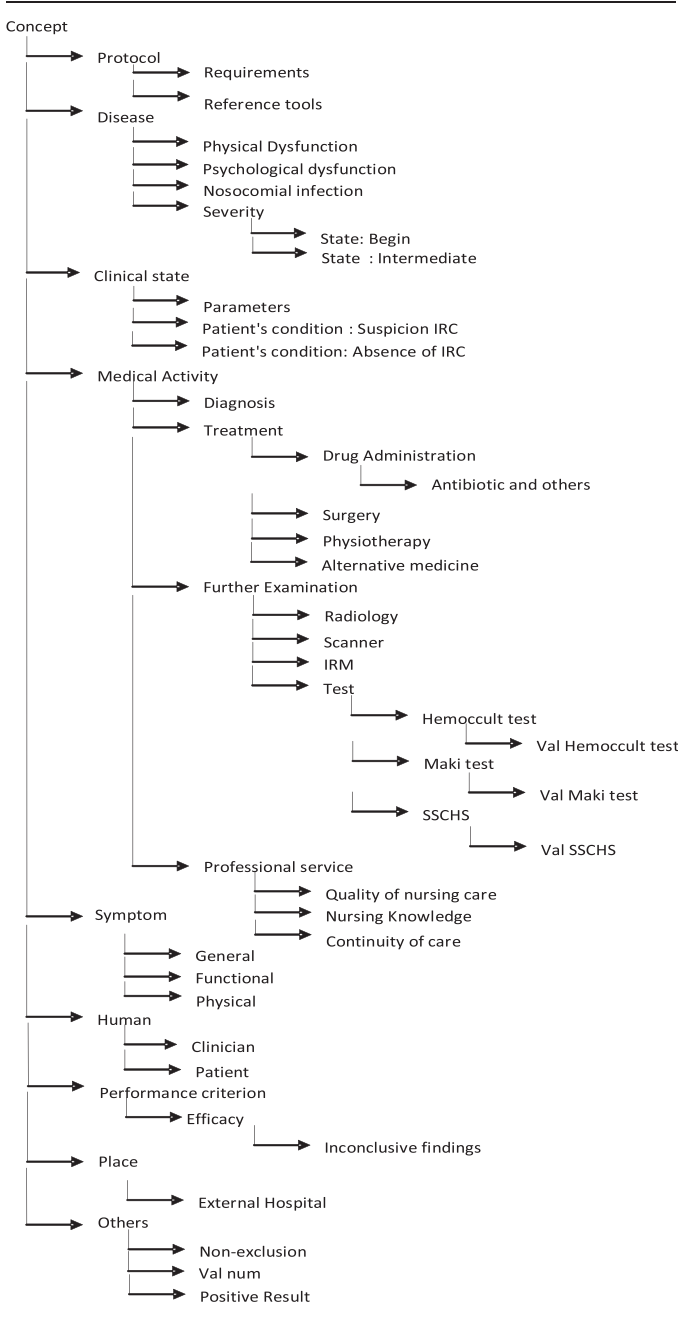 Concept
Protocol
Requirements
Reference tools
Disease
Physical Dysfunction
Psychological dysfunction
Nosocomial infection
Severity
State: Begin
State : Intermediate
Clinical state
Parameters
Patient's condition : Suspicion IRC
Patient's condition: Absence of IRC
Medical Activity
Diagnosis
Treatment
Drug Administration
Antibiotic and others
Surgery
Physiotherapy
Alternative medicine
Further Examination
Radiology
Scanner
IRM
Test
Hemoccult test
Val Hemoccult test
Maki test
Val Maki test
SSCHS
Val SSCHS
Professional service
Quality of nursing care
Nursing Knowledge
Continuity of care
Symptom
General
Functional
Physical
Human
Clinician
Patient
Performance criterion
Efficacy
Inconclusive findings
Place
External Hospital
Others
Non-exclusion
Val num
Positive Result